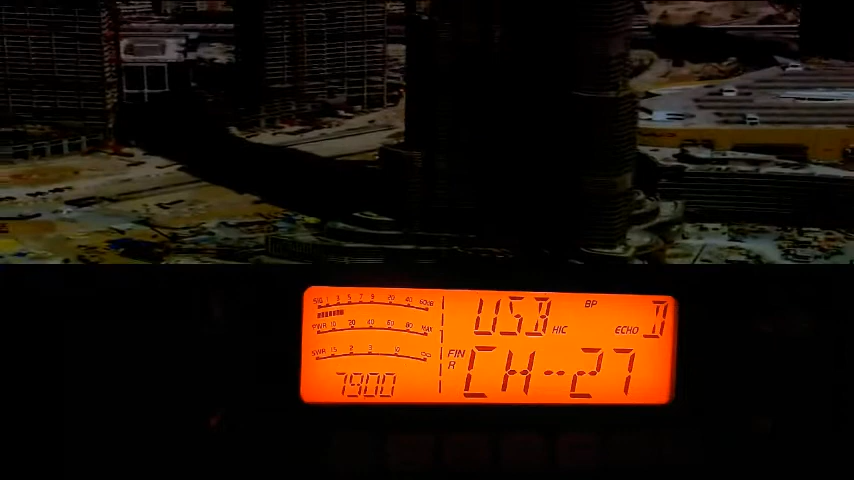 SIG 1 3 5 7 9 20 40 60DB
USB HIC BP ECHO D
PWR 10 20 40 60 80 MAX
SWR 1.5 2 3 10 ∞
FIN
R CH-27
7900